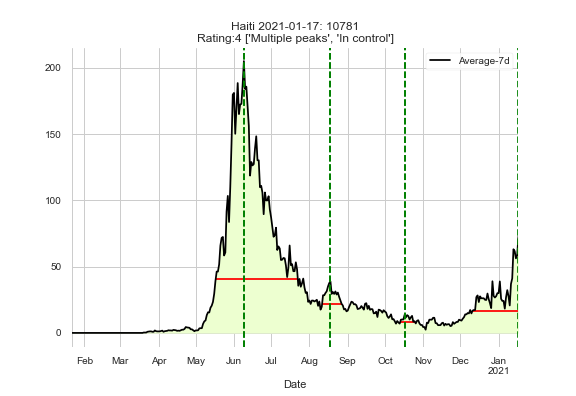 Haiti 2021-01-17: 10781
Rating:4 ['Multiple peaks', 'In control']
Average-7d
200
150
100
50
0
Feb Mar Apr May Jun Jul Aug Sep Oct Nov Dec Jan
2021
Date